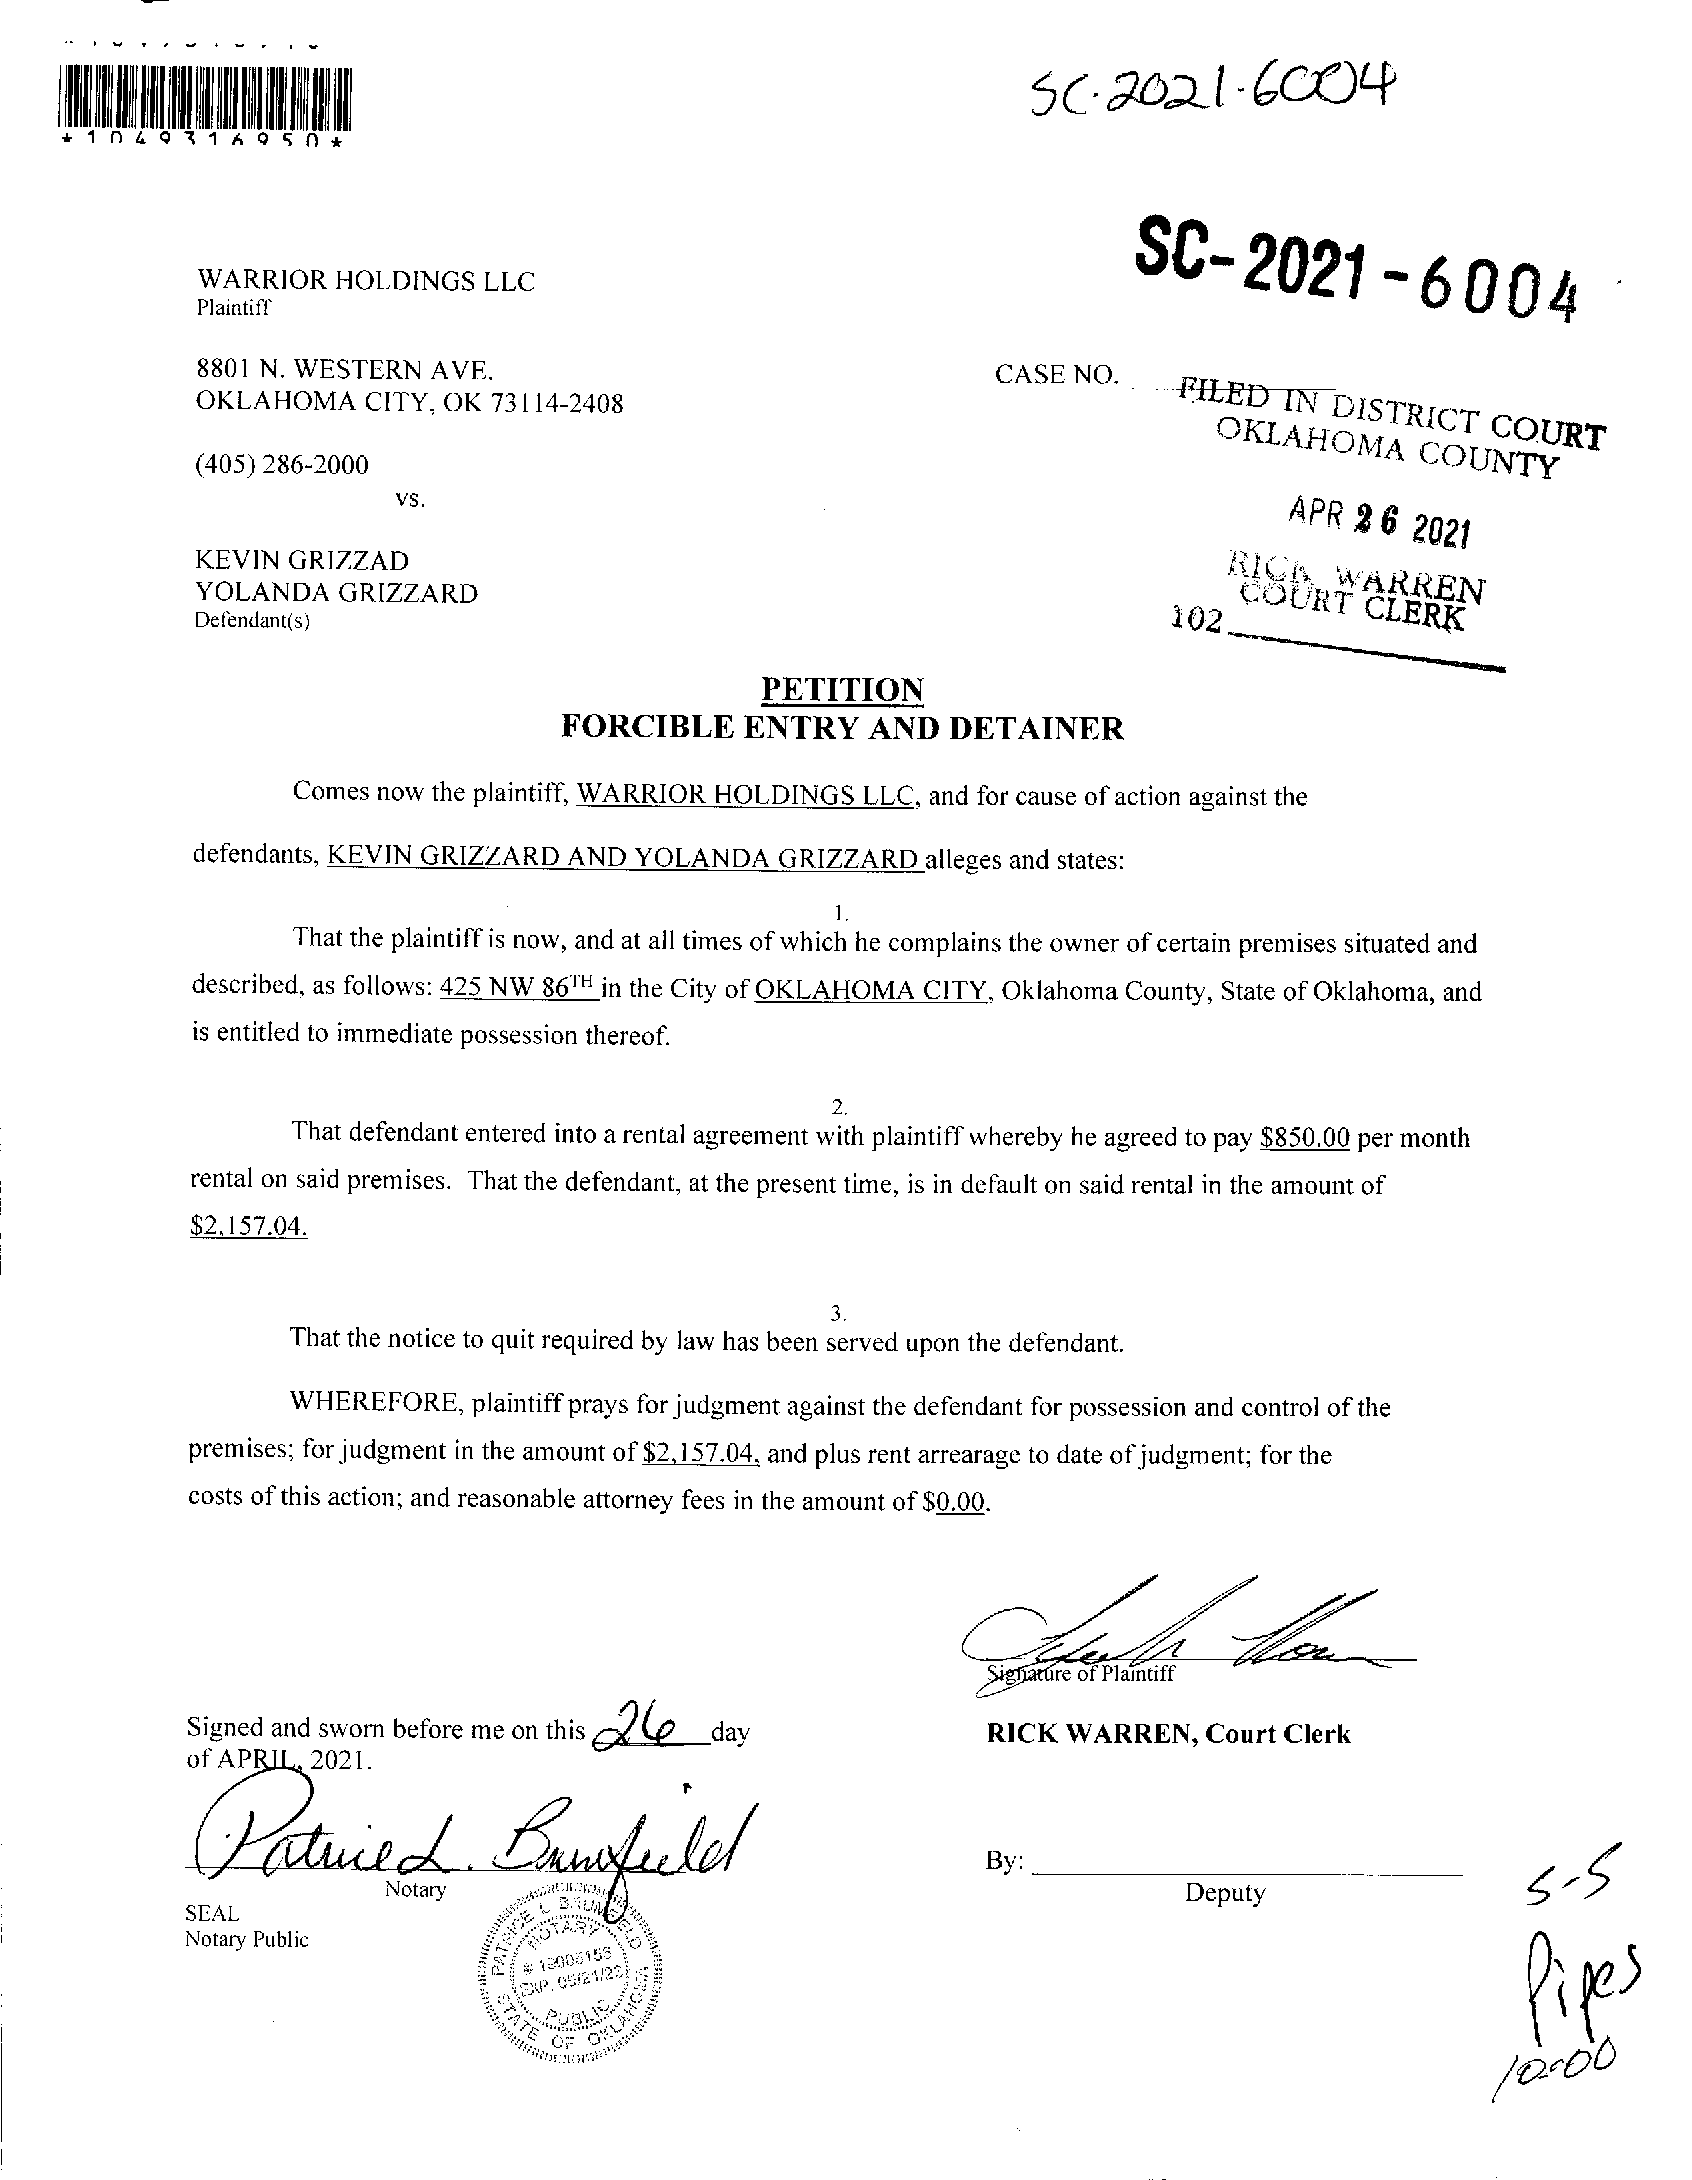 *1049316950*
SC-2021-6004
SC-2021-6004
WARRIOR HOLDINGS LLC
Plaintiff
8801 N. WESTERN AVE.
OKLAHOMA CITY, OK 73114-2408
CASE NO.
FILED IN DISTRICT COURT
OKLAHOMA COUNTY
(405) 286-2000
vs.
APR 26 2021
KEVIN GRIZZAD
YOLANDA GRIZZARD
Defendant(s)
RICK WARREN
COURT CLERK
102
PETITION
FORCIBLE ENTRY AND DETAINER
Comes now the plaintiff, WARRIOR HOLDINGS LLC, and for cause of action against the
defendants, KEVIN GRIZZARD AND YOLANDA GRIZZARD alleges and states:
1.
That the plaintiff is now, and at all times of which he complains the owner of certain premises situated and
described, as follows: 425 NW 86TH in the City of OKLAHOMA CITY, Oklahoma County, State of Oklahoma, and
is entitled to immediate possession thereof.
2.
That defendant entered into a rental agreement with plaintiff whereby he agreed to pay $850.00 per month
rental on said premises. That the defendant, at the present time, is in default on said rental in the amount of
$2,157.04.
3.
That the notice to quit required by law has been served upon the defendant.
WHEREFORE, plaintiff prays for judgment against the defendant for possession and control of the
premises; for judgment in the amount of $2,157.04, and plus rent arrearage to date of judgment; for the
costs of this action; and reasonable attorney fees in the amount of $0.00.
Signature of Plaintiff
Signed and sworn before me on this 26 day
of APRIL, 2021.
RICK WARREN, Court Clerk
Patrice L. Brumfield
Notary
By:
Deputy
SEAL
Notary Public
PATRICE L BRUMFIELD
NOTARY
PUBLIC
STATE OF OKLAHOMA
5-5
Pipes
10:00